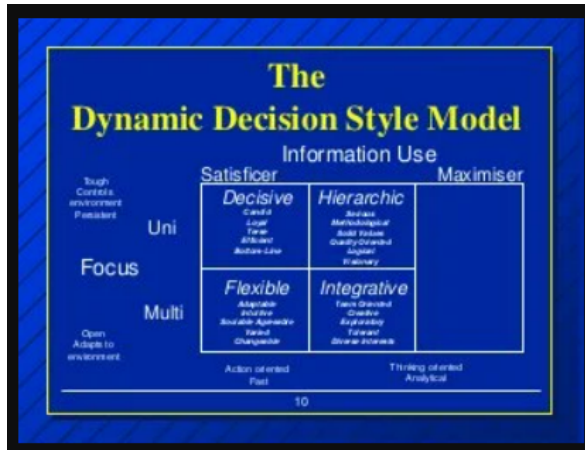 The
Dynamic Decision Style Model
Information Use
Satisficer Maximiser
Tough
Controls
environment
Persistent
Uni
Focus
Multi
Open
Adapts to
environment
Decisive
Candid
Loyal
Terse
Efficient
Bottom-Line
Hierarchic
Serious
Methodological
Solid Values
Quality Oriented
Logical
Visionary
Flexible
Adaptable
Intuitive
Sociable Agreeable
Varied
Changeable
Integrative
Team Oriented
Creative
Exploratory
Tolerant
Diverse Interests
Action oriented
Fast
Thinking oriented
Analytical
10